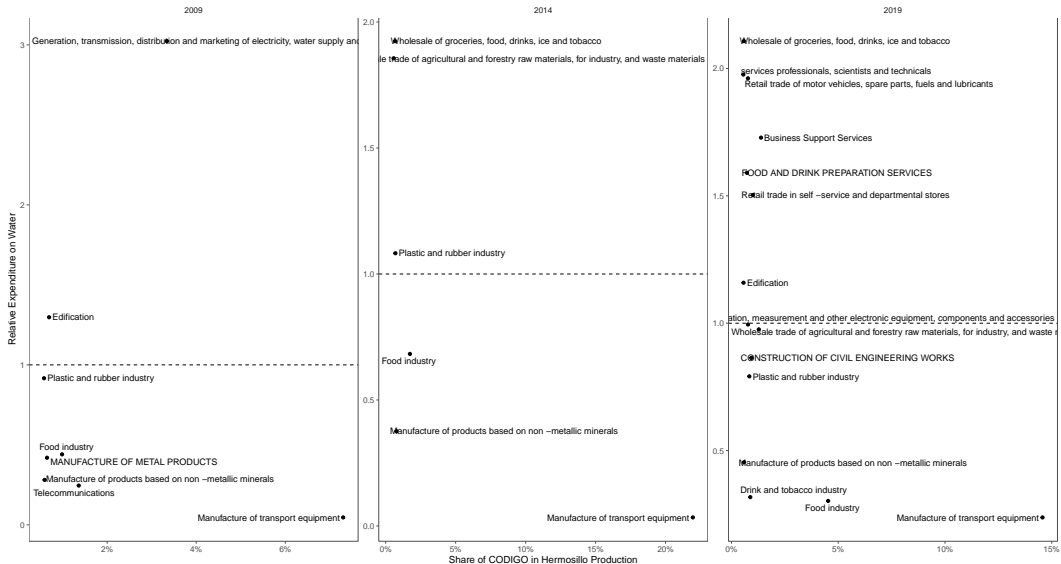 2009
2014
2019
Relative Expenditure on Water
3
2
1
0
Generation, transmission, distribution and marketing of electricity, water supply and
Edification
Plastic and rubber industry
Food industry
MANUFACTURE OF METAL PRODUCTS
Manufacture of products based on non −metallic minerals
Telecommunications
Manufacture of transport equipment
2%
4%
6%
2.0
1.5
1.0
0.5
0.0
Wholesale of groceries, food, drinks, ice and tobacco
le trade of agricultural and forestry raw materials, for industry, and waste materials
Plastic and rubber industry
Food industry
Manufacture of products based on non −metallic minerals
Manufacture of transport equipment
0%
5%
10%
15%
20%
2.0
1.5
1.0
0.5
Wholesale of groceries, food, drinks, ice and tobacco
services professionals, scientists and technicals
Retail trade of motor vehicles, spare parts, fuels and lubricants
Business Support Services
FOOD AND DRINK PREPARATION SERVICES
Retail trade in self −service and departmental stores
Edification
ation, measurement and other electronic equipment, components and accessories
Wholesale trade of agricultural and forestry raw materials, for industry, and waste
CONSTRUCTION OF CIVIL ENGINEERING WORKS
Plastic and rubber industry
Manufacture of products based on non −metallic minerals
Drink and tobacco industry
Food industry
Manufacture of transport equipment
0%
5%
10%
15%
Share of CODIGO in Hermosillo Production